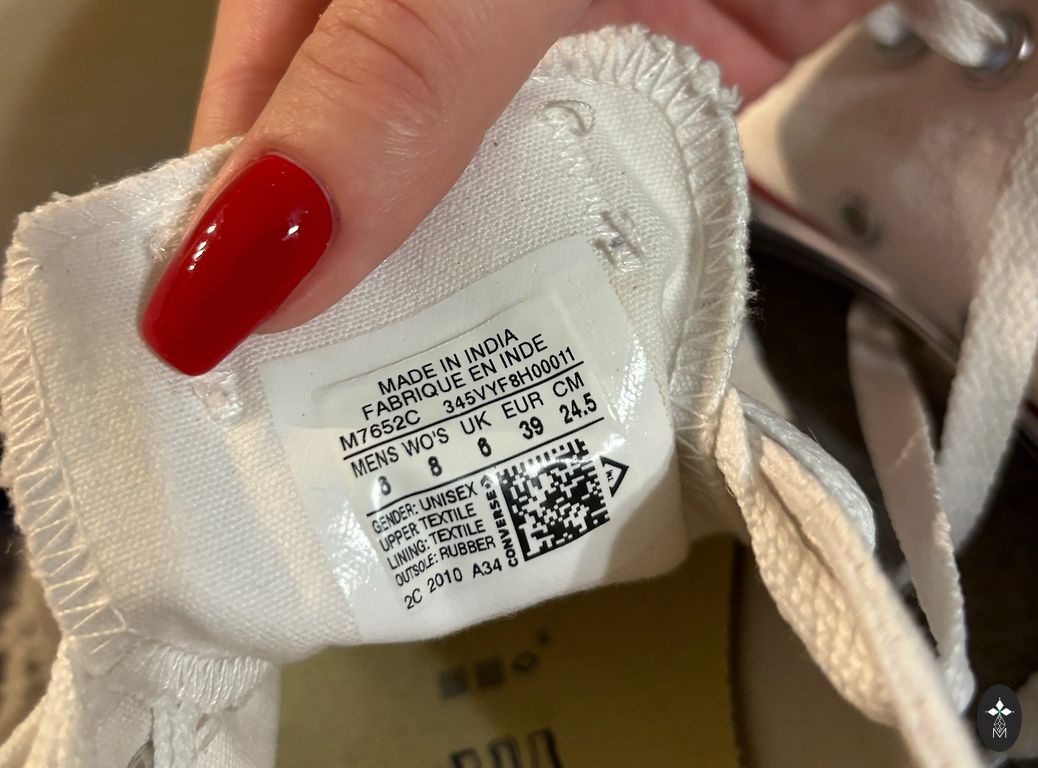 MADE IN INDIA
FABRIQUE EN INDE
M7652C 345VYF8H00011
MENS WO'S UK EUR CM
8 6 39 24.5
GENDER: UNISEX
UPPER TEXTILE
LINING: TEXTILE
OUTSOLE: RUBBER
CONVERSE
2C 2010 A34
M